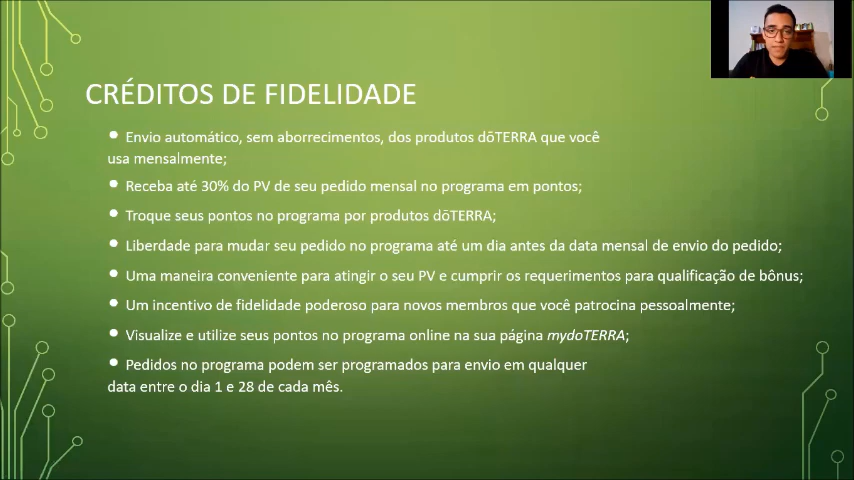 CRÉDITOS DE FIDELIDADE
• Envio automático, sem aborrecimentos, dos produtos dōTERRA que você
usa mensalmente;
• Receba até 30% do PV de seu pedido mensal no programa em pontos;
• Troque seus pontos no programa por produtos dōTERRA;
• Liberdade para mudar seu pedido no programa até um dia antes da data mensal de envio do pedido;
• Uma maneira conveniente para atingir o seu PV e cumprir os requerimentos para qualificação de bônus;
• Um incentivo de fidelidade poderoso para novos membros que você patrocina pessoalmente;
• Visualize e utilize seus pontos no programa online na sua página mydoTERRA;
• Pedidos no programa podem ser programados para envio em qualquer
data entre o dia 1 e 28 de cada mês.